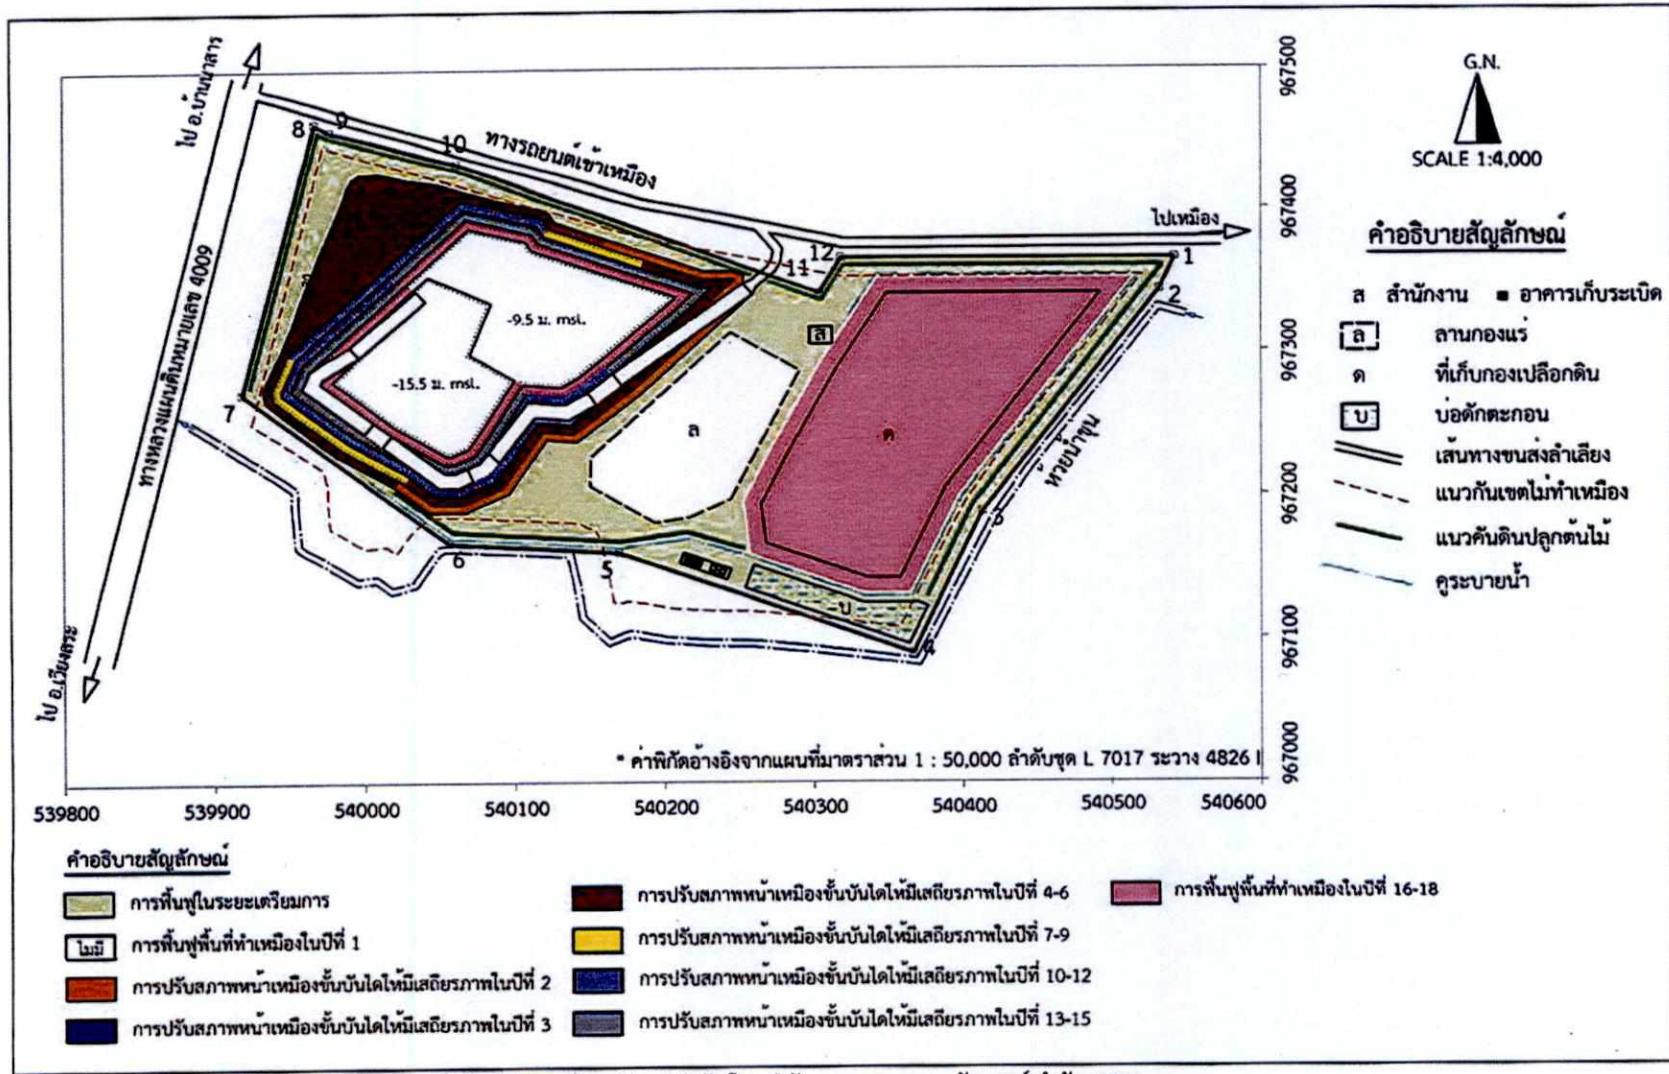 ไป อ.บ้านนาสาร
8
9
10
ทางรถยนต์เข้าเหมือง
12
11
ไปเหมือง
1
2
3
4
5
6
7
ทางหลวงแผ่นดินหมายเลข 4009
ไป อ.เวียงสระ
ห้วยน้ำขุ่น
-9.5 ม. msl.
-15.5 ม. msl.
ส
ล
ด
บ
967500
967400
967300
967200
967100
967000
* ค่าพิกัดอ้างอิงจากแผนที่มาตราส่วน 1 : 50,000 ลำดับชุด L 7017 ระวาง 4826 I
539800 539900 540000 540100 540200 540300 540400 540500 540600
G.N.
SCALE 1:4,000
คำอธิบายสัญลักษณ์
ส สำนักงาน ■ อาคารเก็บระเบิด
ล ลานกองแร่
ด ที่เก็บกองเปลือกดิน
บ บ่อดักตะกอน
เส้นทางขนส่งลำเลียง
แนวกันเขตไม่ทำเหมือง
แนวคันดินปลูกต้นไม้
คูระบายน้ำ
คำอธิบายสัญลักษณ์
การฟื้นฟูในระยะเตรียมการ
ไม่มี การฟื้นฟูพื้นที่ทำเหมืองในปีที่ 1
การปรับสภาพหน้าเหมืองขั้นบันไดให้มีเสถียรภาพในปีที่ 2
การปรับสภาพหน้าเหมืองขั้นบันไดให้มีเสถียรภาพในปีที่ 3
การปรับสภาพหน้าเหมืองขั้นบันไดให้มีเสถียรภาพในปีที่ 4-6
การปรับสภาพหน้าเหมืองขั้นบันไดให้มีเสถียรภาพในปีที่ 7-9
การปรับสภาพหน้าเหมืองขั้นบันไดให้มีเสถียรภาพในปีที่ 10-12
การปรับสภาพหน้าเหมืองขั้นบันไดให้มีเสถียรภาพในปีที่ 13-15
การฟื้นฟูพื้นที่ทำเหมืองในปีที่ 16-18